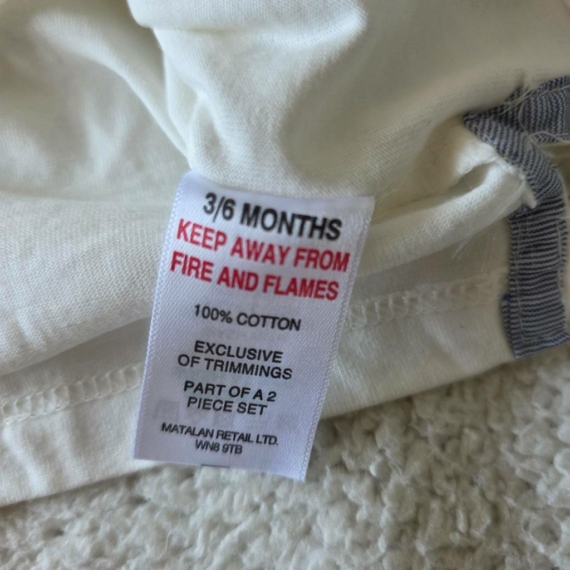 3/6 MONTHS
KEEP AWAY FROM
FIRE AND FLAMES
100% COTTON
EXCLUSIVE
OF TRIMMINGS
PART OF A 2
PIECE SET
MATALAN RETAIL LTD.
WN8 9TB